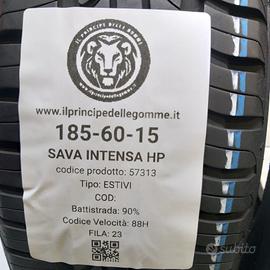 IL PRINCIPE DELLE GOMME
www.ilprincipedellegomme.it
185-60-15
SAVA INTENSA HP
codice prodotto: 57313
Tipo: ESTIVI
COD:
Battistrada: 90%
Codice Velocità: 88H
FILA: 23
subito